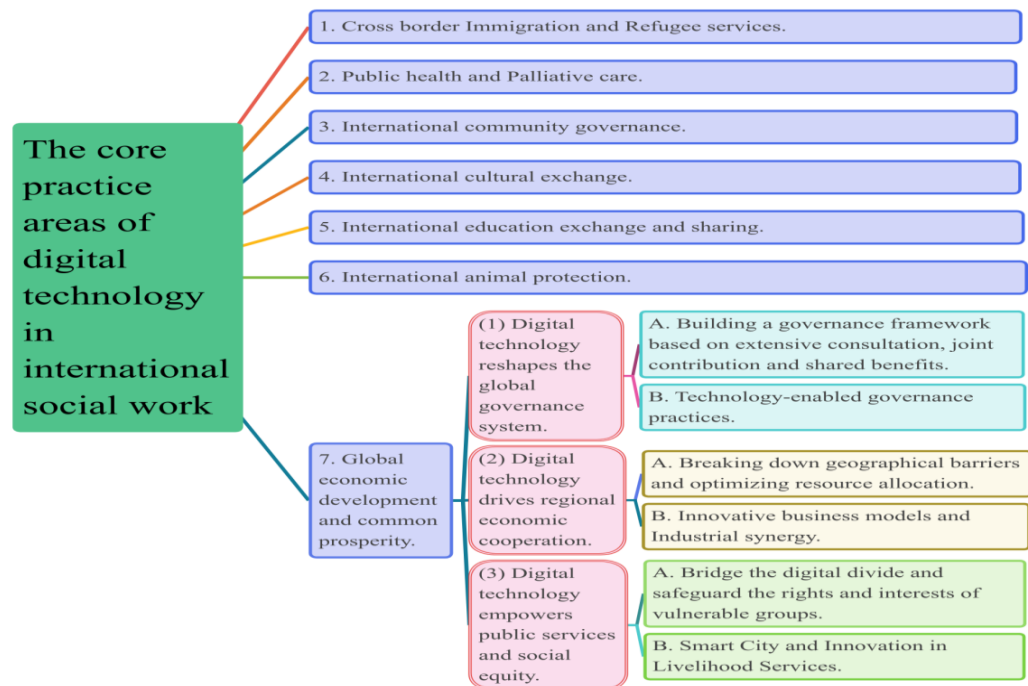 The core
practice
areas of
digital
technology
in
international
social work
1. Cross border Immigration and Refugee services.
2. Public health and Palliative care.
3. International community governance.
4. International cultural exchange.
5. International education exchange and sharing.
6. International animal protection.
7. Global
economic
development
and common
prosperity.
(1) Digital
technology
reshapes the
global
governance
system.
A. Building a governance framework
based on extensive consultation, joint
contribution and shared benefits.
B. Technology-enabled governance
practices.
(2) Digital
technology
drives regional
economic
cooperation.
A. Breaking down geographical barriers
and optimizing resource allocation.
B. Innovative business models and
Industrial synergy.
(3) Digital
technology
empowers
public services
and social
equity.
A. Bridge the digital divide and
safeguard the rights and interests of
vulnerable groups.
B. Smart City and Innovation in
Livelihood Services.